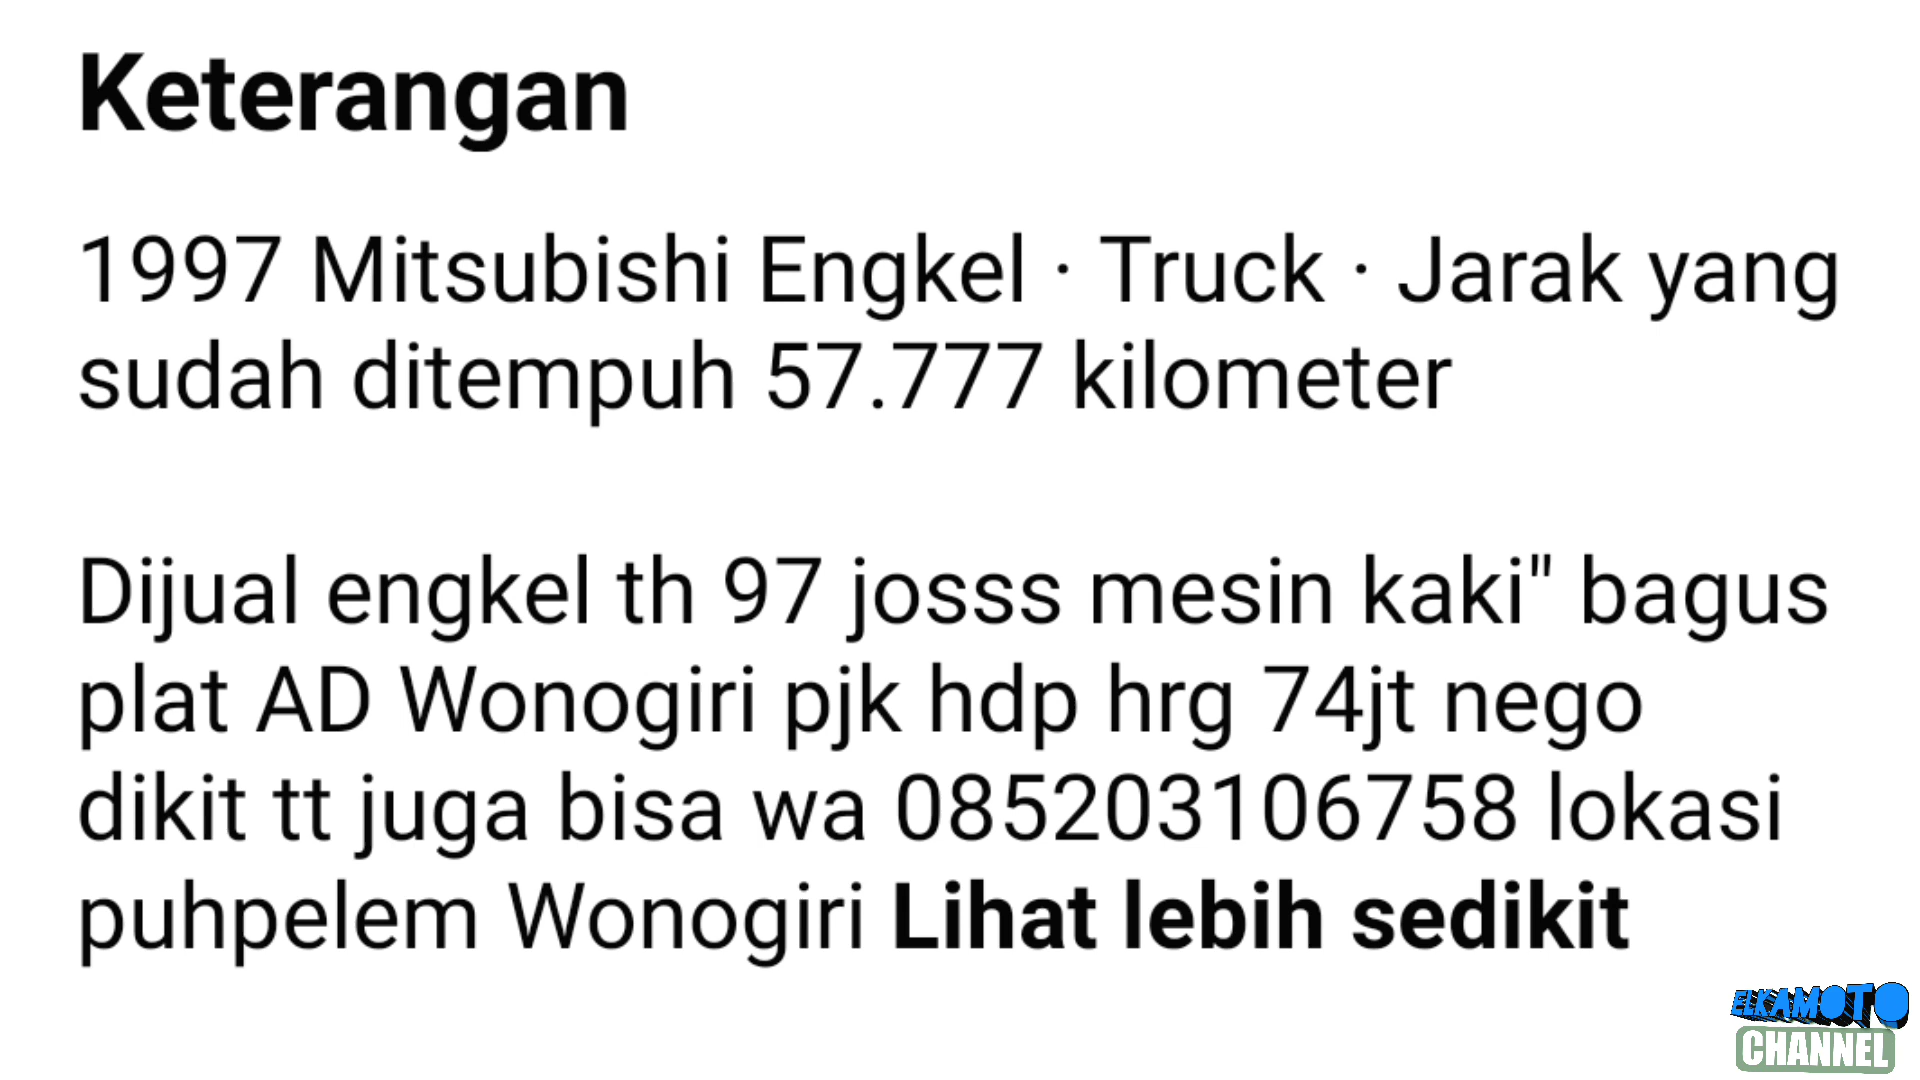 Keterangan
1997 Mitsubishi Engkel · Truck · Jarak yang
sudah ditempuh 57.777 kilometer
Dijual engkel th 97 josss mesin kaki" bagus
plat AD Wonogiri pjk hdp hrg 74jt nego
dikit tt juga bisa wa 085203106758 lokasi
puhpelem Wonogiri Lihat lebih sedikit
ELKAMOTO
CHANNEL